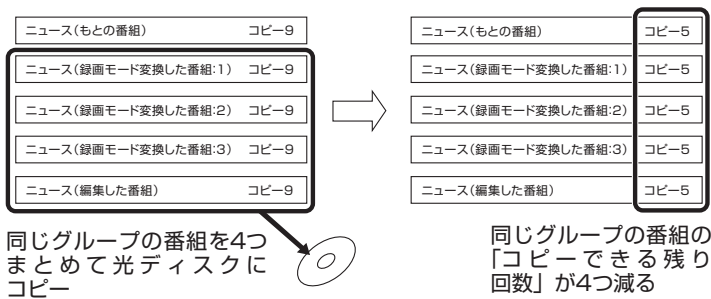 ニュース(もとの番組) コピー9
ニュース(録画モード変換した番組:1) コピー9
ニュース(録画モード変換した番組:2) コピー9
ニュース(録画モード変換した番組:3) コピー9
ニュース(編集した番組) コピー9
同じグループの番組を4つ
まとめて光ディスクに
コピー
ニュース(もとの番組) コピー5
ニュース(録画モード変換した番組:1) コピー5
ニュース(録画モード変換した番組:2) コピー5
ニュース(録画モード変換した番組:3) コピー5
ニュース(編集した番組) コピー5
同じグループの番組の
「コピーできる残り
回数」が4つ減る